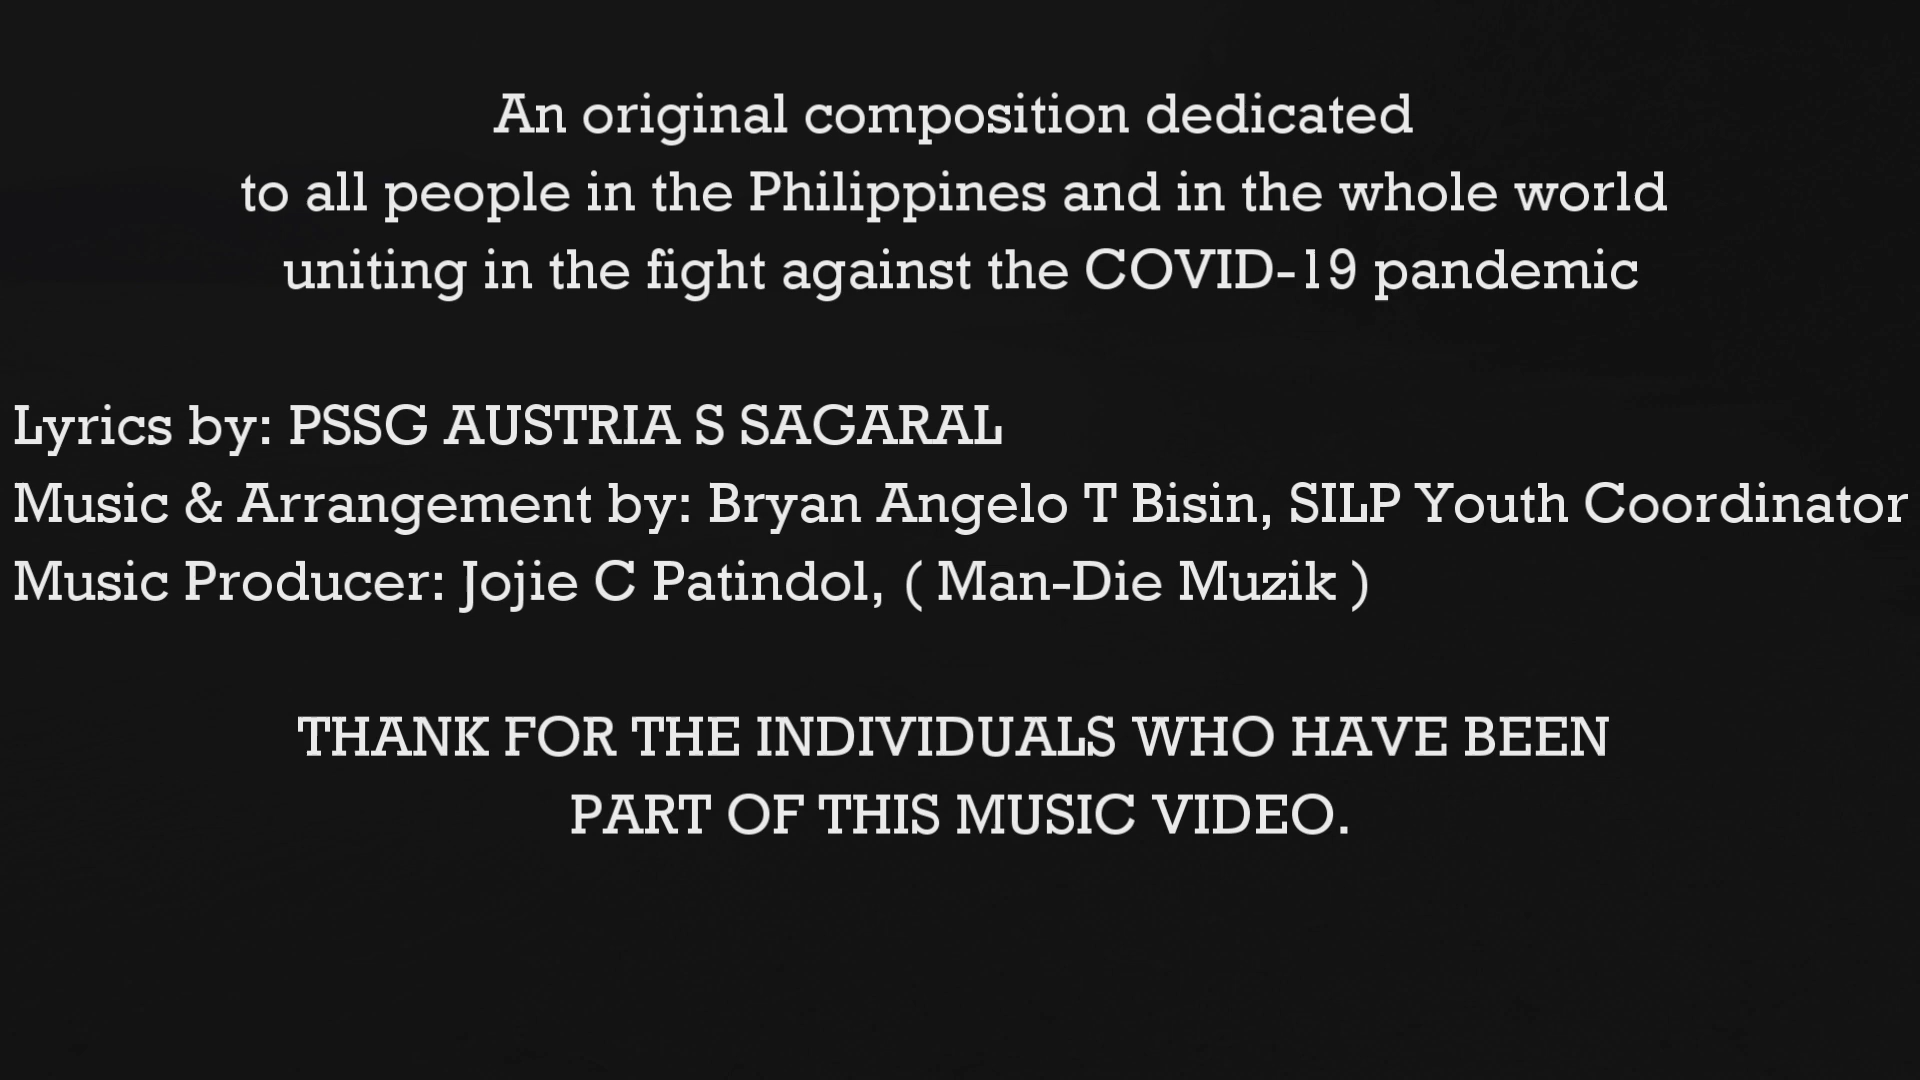 An original composition dedicated
to all people in the Philippines and in the whole world
uniting in the fight against the COVID-19 pandemic
Lyrics by: PSSG AUSTRIA S SAGARAL
Music & Arrangement by: Bryan Angelo T Bisin, SILP Youth Coordinator
Music Producer: Jojie C Patindol, ( Man-Die Muzik )
THANK FOR THE INDIVIDUALS WHO HAVE BEEN
PART OF THIS MUSIC VIDEO.